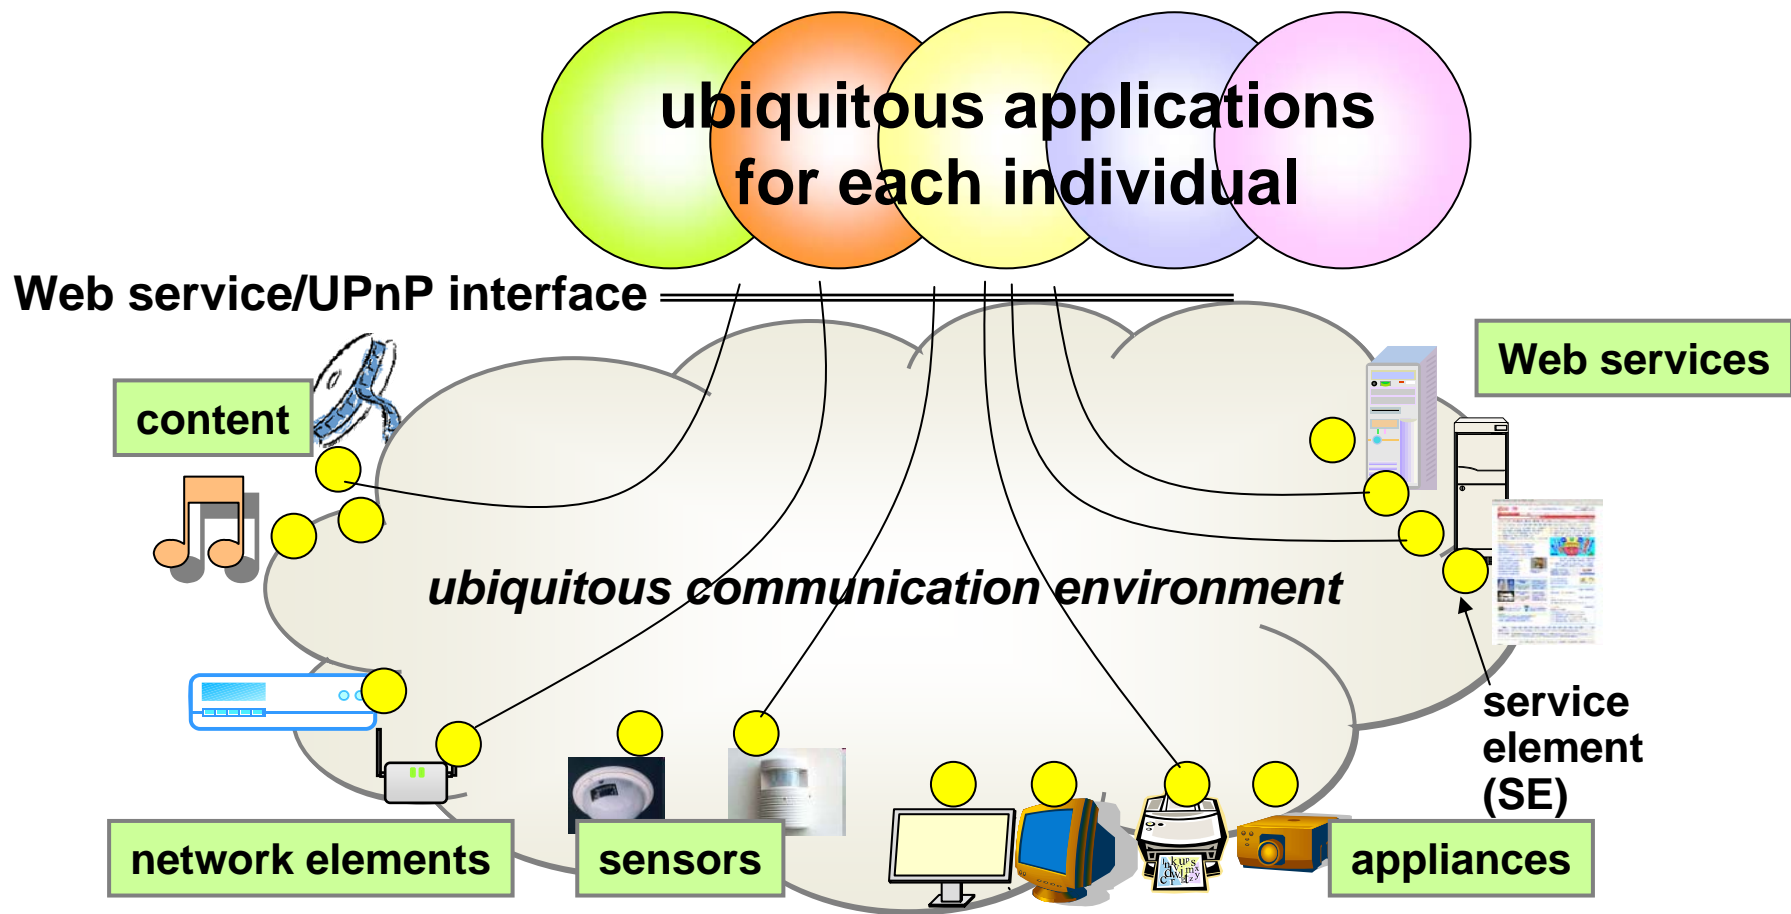 ubiquitous applications
for each individual
Web service/UPnP interface
Web services
content
ubiquitous communication environment
service
element
(SE)
network elements
sensors
appliances